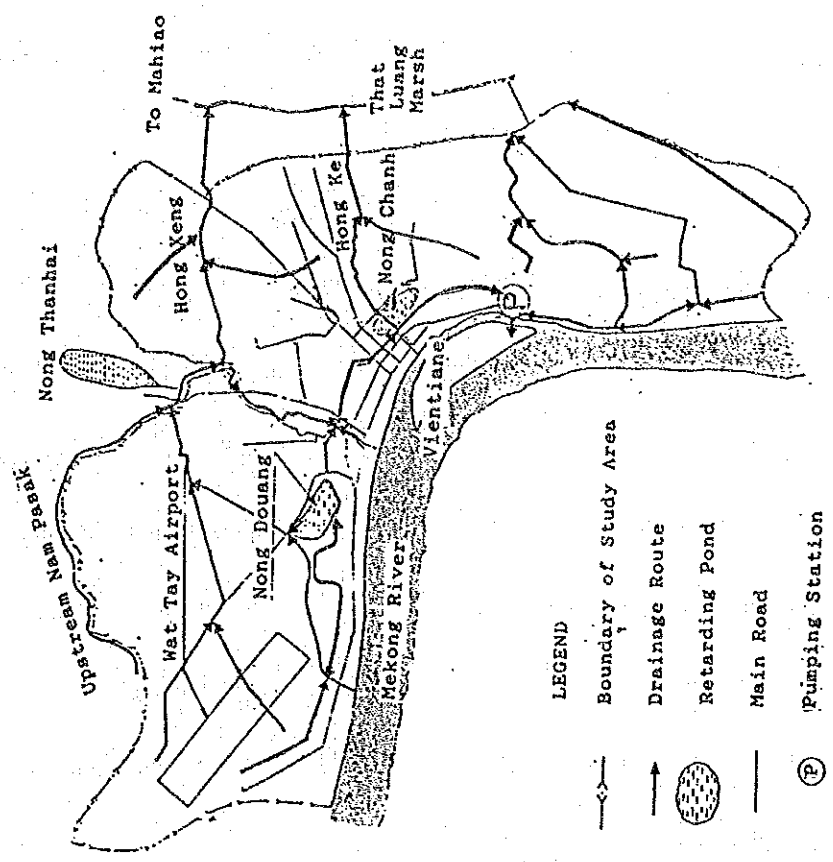 To Mahiao
That
Luang
Marsh
Hong Ke
Nong Chanh
Hong Xeng
Nong Thanhai
Upstream Nam Pasak
Wat Tay Airport
Nong Douang
Mekong River
Vientiane
P
LEGEND
Boundary of Study Area
Drainage Route
Retarding Pond
Main Road
P Pumping Station